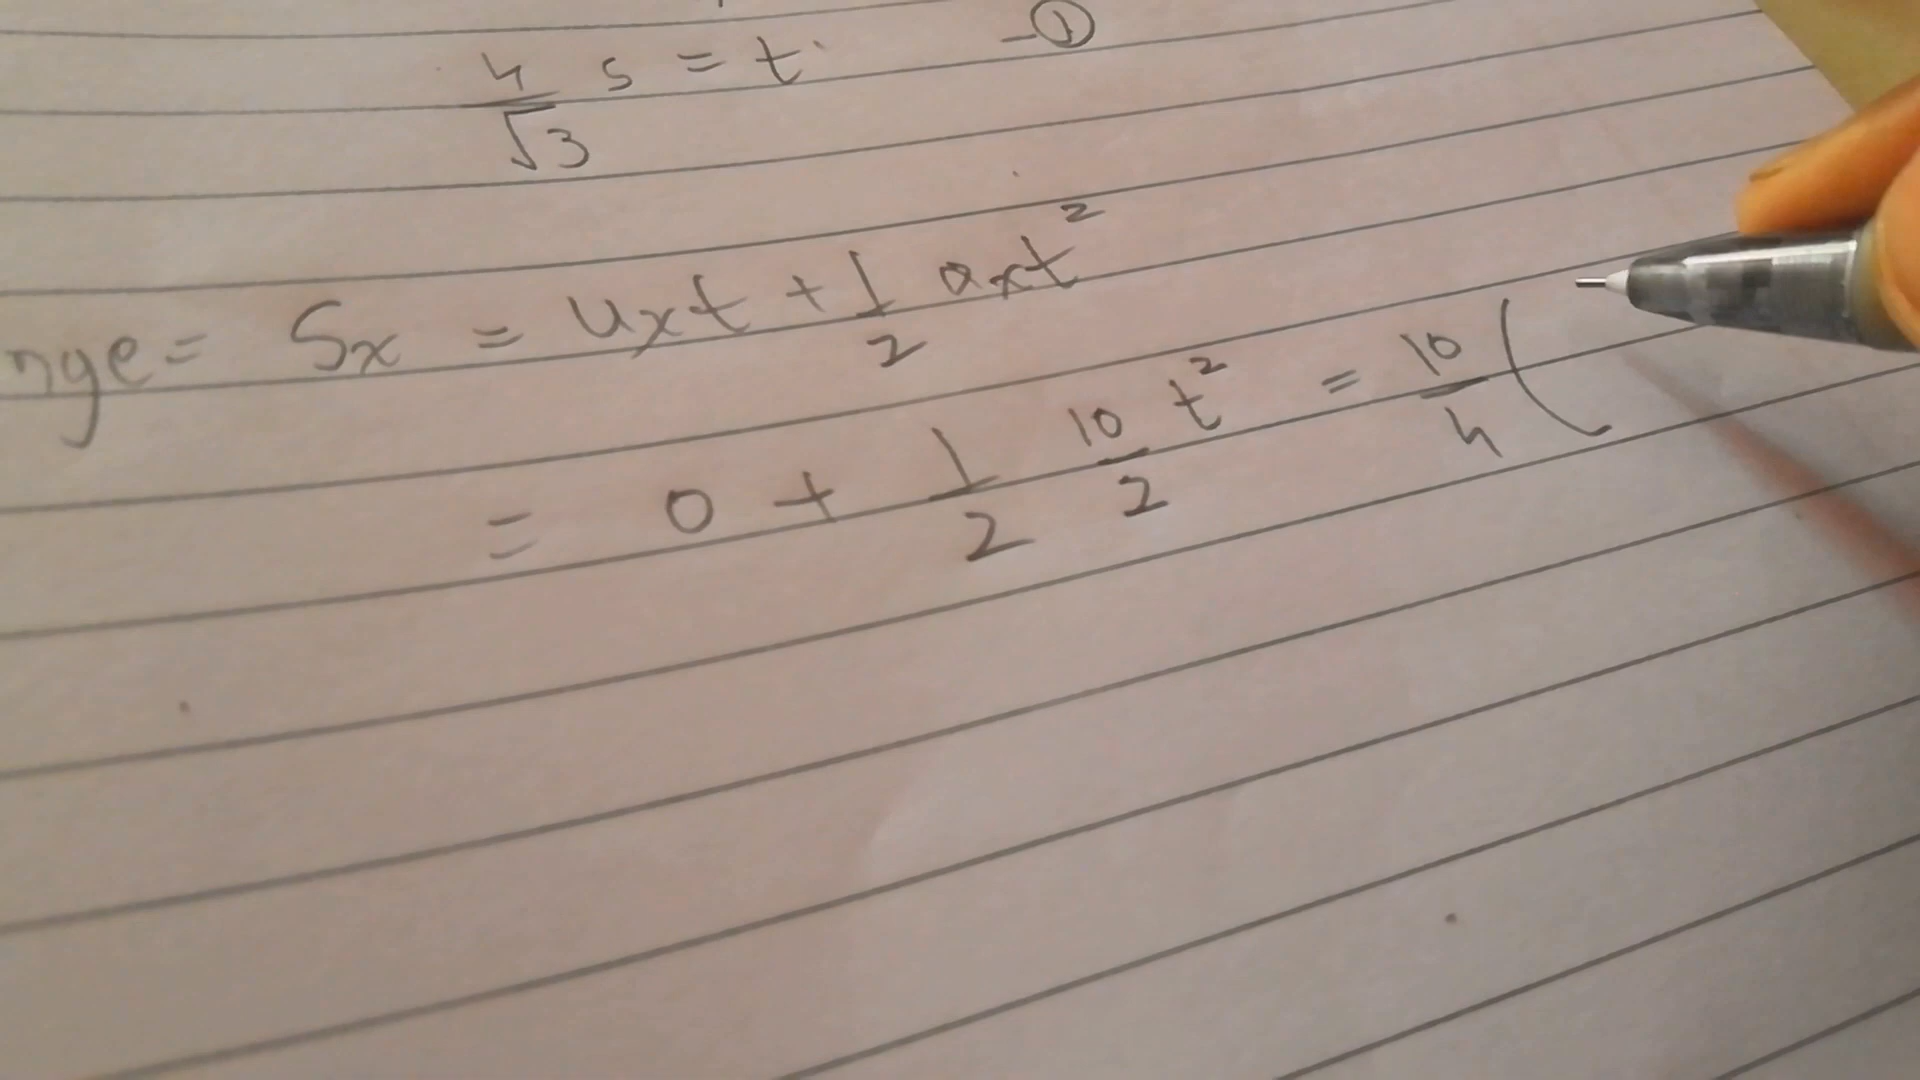 4/√3 s = t. -①
nge = Sx = uxt + 1/2 axt²
= 0 + 1/2 10/2 t² = 10/4 (